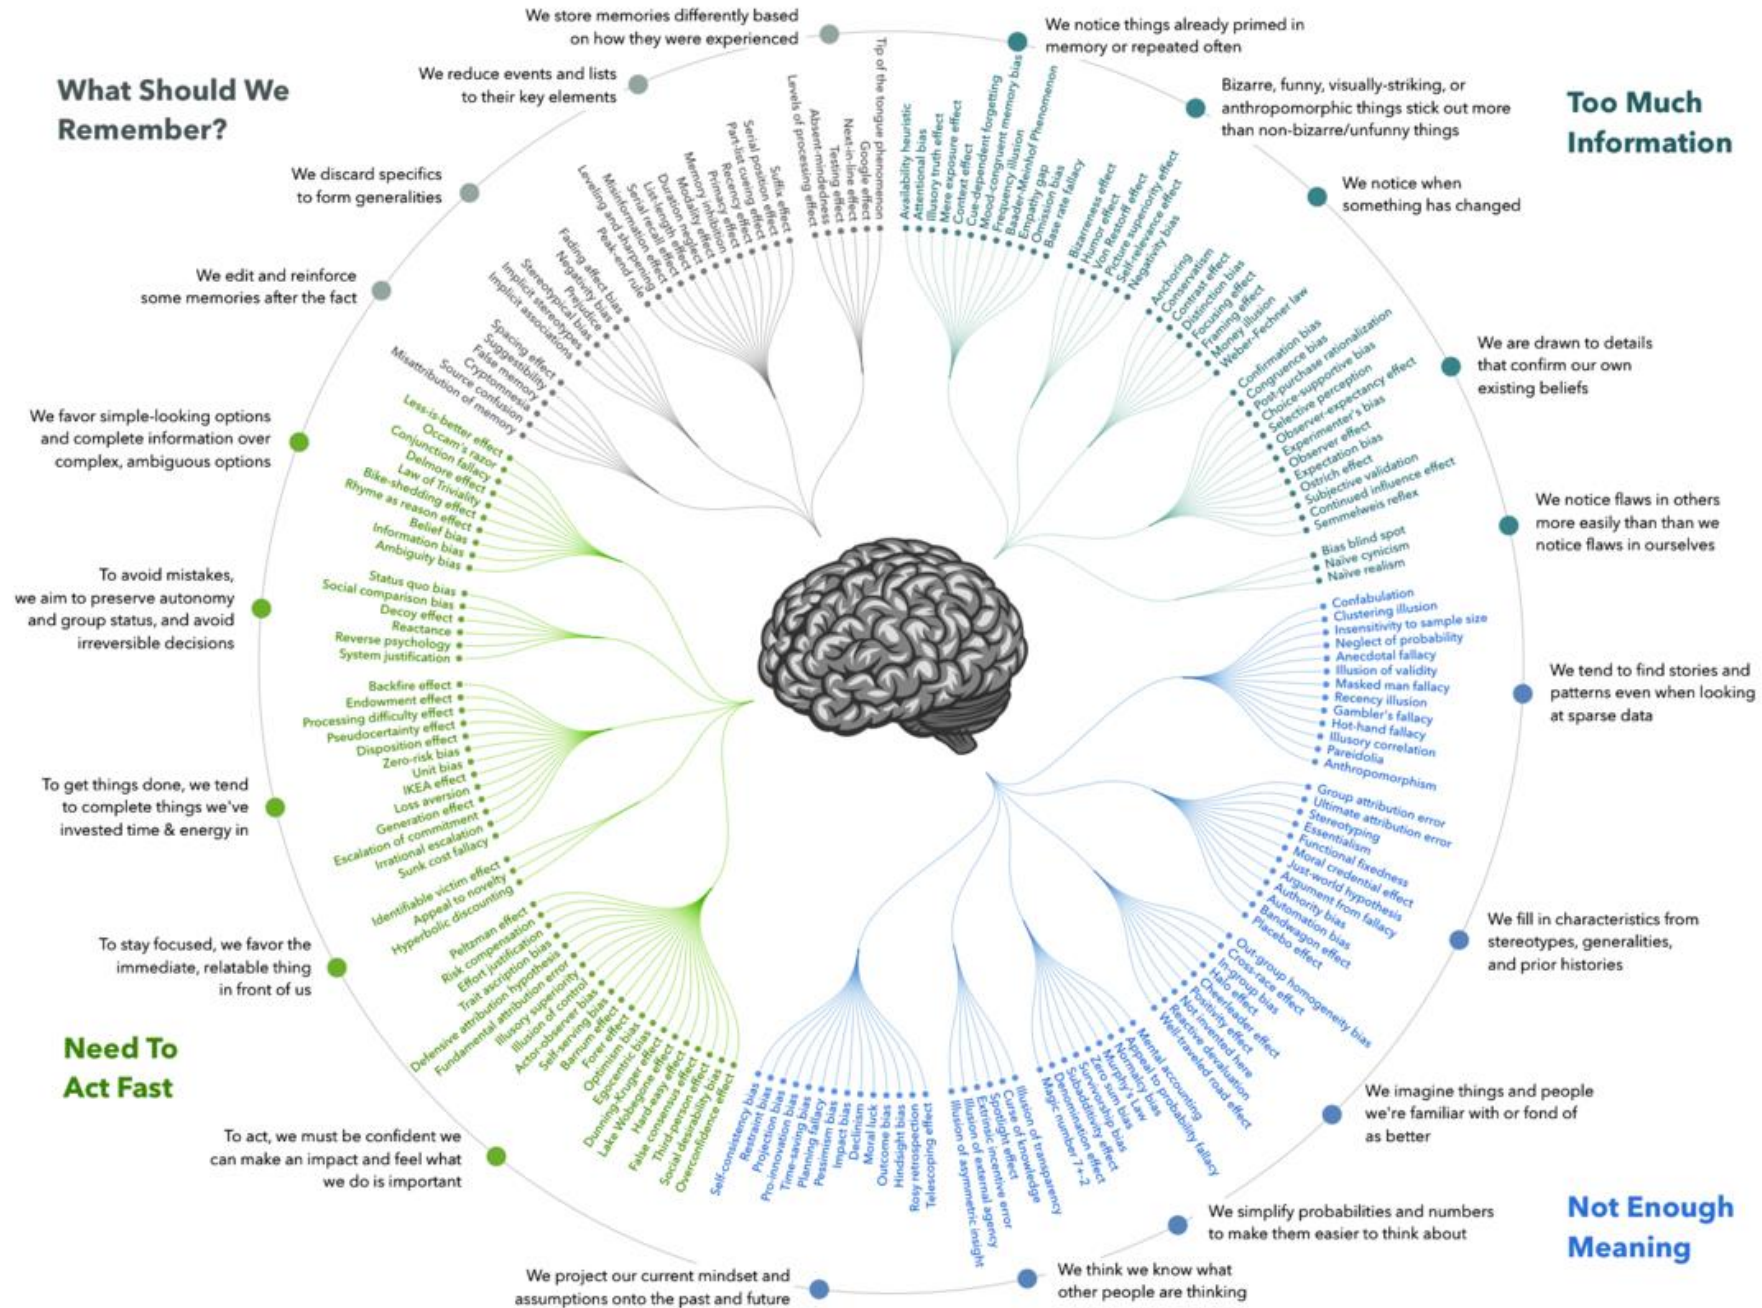 What Should We
Remember?
We store memories differently based
on how they were experienced
We reduce events and lists
to their key elements
We discard specifics
to form generalities
We edit and reinforce
some memories after the fact
Tip of the tongue phenomenon
Google effect
Next-in-line effect
Testing effect
Absent-mindedness
Levels of processing effect
Suffix effect
Serial position effect
Part-list cueing effect
Recency effect
Primacy effect
Memory inhibition
Modality effect
Duration neglect
List-length effect
Serial recall effect
Misinformation effect
Leveling and sharpening
Peak-end rule
Fading affect bias
Negativity bias
Prejudice
Stereotypical bias
Implicit stereotypes
Implicit associations
Spacing effect
Suggestibility
False memory
Cryptomnesia
Source confusion
Misattribution of memory
Too Much
Information
We notice things already primed in
memory or repeated often
Bizarre, funny, visually-striking, or
anthropomorphic things stick out more
than non-bizarre/unfunny things
We notice when
something has changed
We are drawn to details
that confirm our own
existing beliefs
We notice flaws in others
more easily than than we
notice flaws in ourselves
Availability heuristic
Attentional bias
Illusory truth effect
Mere exposure effect
Context effect
Cue-dependent forgetting
Mood-congruent memory bias
Frequency illusion
Baader-Meinhof Phenomenon
Empathy gap
Omission bias
Base rate fallacy
Bizarreness effect
Humor effect
Von Restorff effect
Picture superiority effect
Self-relevance effect
Negativity bias
Anchoring
Conservatism
Contrast effect
Distinction bias
Focusing effect
Framing effect
Money illusion
Weber-Fechner law
Confirmation bias
Congruence bias
Post-purchase rationalization
Choice-supportive bias
Selective perception
Observer-expectancy effect
Experimenter's bias
Observer effect
Expectation bias
Ostrich effect
Subjective validation
Continued influence effect
Semmelweis reflex
Bias blind spot
Naïve cynicism
Naïve realism
We tend to find stories and
patterns even when looking
at sparse data
We fill in characteristics from
stereotypes, generalities,
and prior histories
We imagine things and people
we're familiar with or fond of
as better
We simplify probabilities and numbers
to make them easier to think about
We think we know what
other people are thinking
We project our current mindset and
assumptions onto the past and future
Not Enough
Meaning
Confabulation
Clustering illusion
Insensitivity to sample size
Neglect of probability
Anecdotal fallacy
Illusion of validity
Masked man fallacy
Recency illusion
Gambler's fallacy
Hot-hand fallacy
Illusory correlation
Pareidolia
Anthropomorphism
Group attribution error
Ultimate attribution error
Stereotyping
Essentialism
Functional fixedness
Moral credential effect
Just-world hypothesis
Argument from fallacy
Authority bias
Automation bias
Bandwagon effect
Placebo effect
Out-group homogeneity bias
Cross-race effect
In-group bias
Halo effect
Cheerleader effect
Positivity effect
Not invented here
Reactive devaluation
Well-traveled road effect
Mental accounting
Appeal to probability fallacy
Normalcy bias
Murphy's Law
Zero sum bias
Survivorship bias
Subadditivity effect
Denomination effect
Magic number 7+-2
Illusion of transparency
Curse of knowledge
Spotlight effect
Extrinsic incentive error
Illusion of external agency
Illusion of asymmetric insight
Telescoping effect
Rosy retrospection
Hindsight bias
Outcome bias
Moral luck
Declinism
Impact bias
Pessimism bias
Planning fallacy
Time-saving bias
Pro-innovation bias
Projection bias
Restraint bias
Self-consistency bias
We favor simple-looking options
and complete information over
complex, ambiguous options
To avoid mistakes,
we aim to preserve autonomy
and group status, and avoid
irreversible decisions
To get things done, we tend
to complete things we've
invested time & energy in
To stay focused, we favor the
immediate, relatable thing
in front of us
To act, we must be confident we
can make an impact and feel what
we do is important
Need To
Act Fast
Less-is-better effect
Occam's razor
Conjunction fallacy
Delmore effect
Law of Triviality
Bike-shedding effect
Rhyme as reason effect
Belief bias
Information bias
Ambiguity bias
Status quo bias
Social comparison bias
Decoy effect
Reactance
Reverse psychology
System justification
Backfire effect
Endowment effect
Processing difficulty effect
Pseudocertainty effect
Disposition effect
Zero-risk bias
Unit bias
IKEA effect
Loss aversion
Generation effect
Escalation of commitment
Irrational escalation
Sunk cost fallacy
Identifiable victim effect
Appeal to novelty
Hyperbolic discounting
Peltzman effect
Risk compensation
Effort justification
Trait ascription bias
Defensive attribution hypothesis
Fundamental attribution error
Illusory superiority
Illusion of control
Actor-observer bias
Self-serving bias
Barnum effect
Forer effect
Optimism bias
Egocentric bias
Dunning-Kruger effect
Lake Wobegone effect
Hard-easy effect
False consensus effect
Third-person effect
Social desirability bias
Overconfidence effect